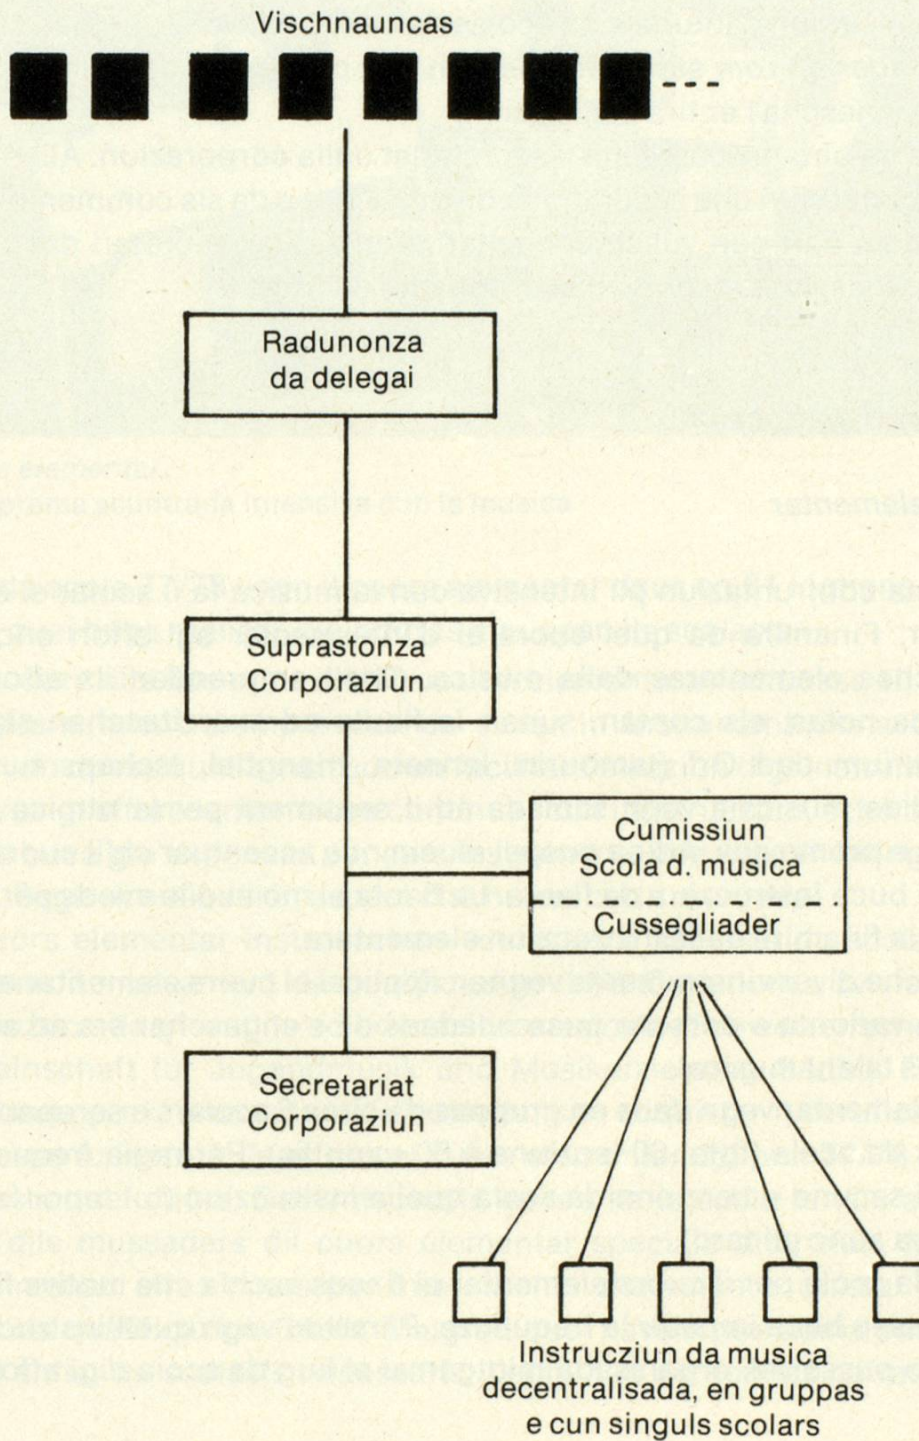 Vischnauncas
Radunonza
da delegai
Suprastonza
Corporaziun
Cumissiun
Scola d. musica
Cussegliader
Secretariat
Corporaziun
Instrucziun da musica
decentralisada, en gruppas
e cun singuls scolars